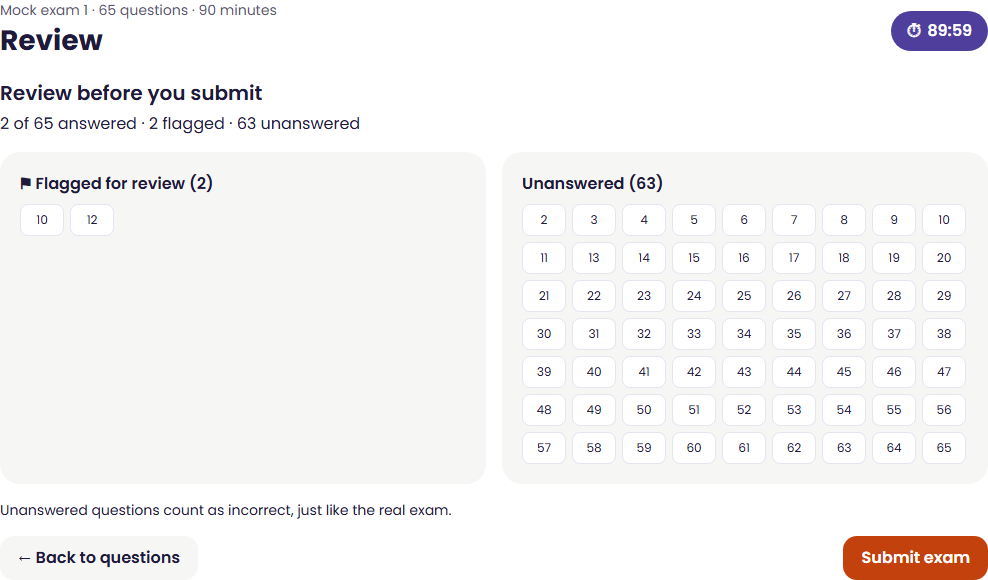 Mock exam 1 · 65 questions · 90 minutes
Review
⏱ 89:59
Review before you submit
2 of 65 answered · 2 flagged · 63 unanswered
⚑ Flagged for review (2)
10 12
Unanswered (63)
2 3 4 5 6 7 8 9 10
11 13 14 15 16 17 18 19 20
21 22 23 24 25 26 27 28 29
30 31 32 33 34 35 36 37 38
39 40 41 42 43 44 45 46 47
48 49 50 51 52 53 54 55 56
57 58 59 60 61 62 63 64 65
Unanswered questions count as incorrect, just like the real exam.
← Back to questions
Submit exam